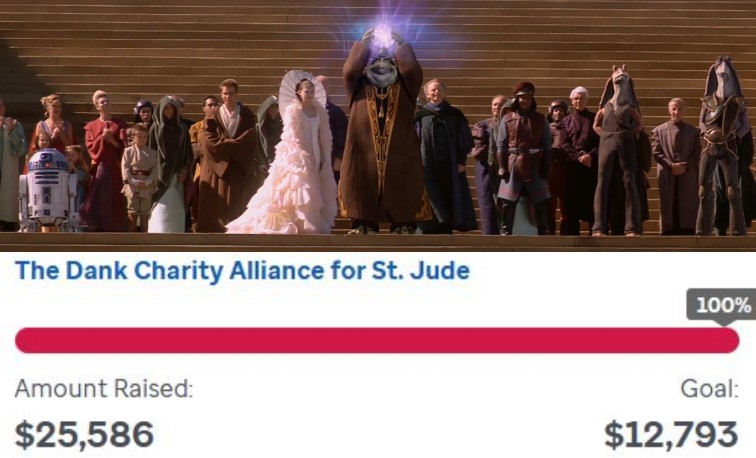 The Dank Charity Alliance for St. Jude
100%
Amount Raised:
Goal:
$25,586
$12,793